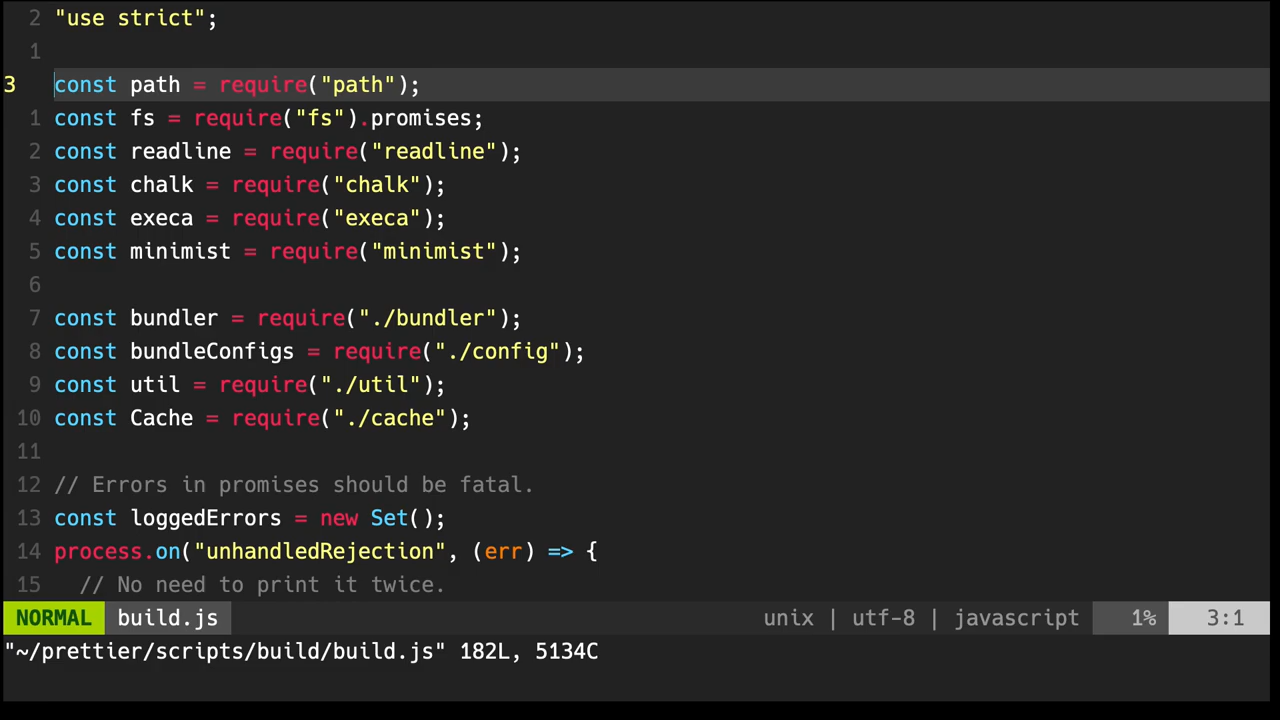 2 "use strict";
1
3 const path = require("path");
1 const fs = require("fs").promises;
2 const readline = require("readline");
3 const chalk = require("chalk");
4 const execa = require("execa");
5 const minimist = require("minimist");
6
7 const bundler = require("./bundler");
8 const bundleConfigs = require("./config");
9 const util = require("./util");
10 const Cache = require("./cache");
11
12 // Errors in promises should be fatal.
13 const loggedErrors = new Set();
14 process.on("unhandledRejection", (err) => {
15   // No need to print it twice.
NORMAL build.js unix | utf-8 | javascript 1% 3:1
"~/prettier/scripts/build/build.js" 182L, 5134C